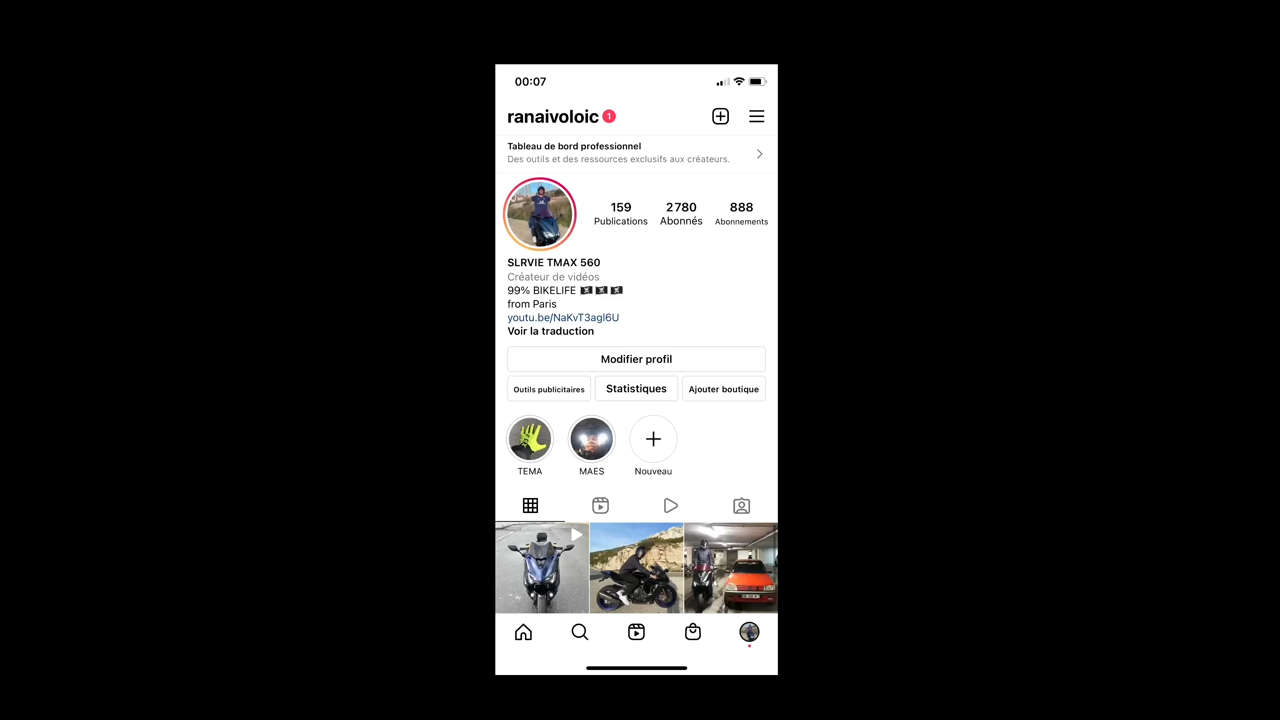 00:07
ranaivoloic 1
Tableau de bord professionnel
Des outils et des ressources exclusifs aux créateurs.
159 2 780 888
Publications Abonnés Abonnements
SLRVIE TMAX 560
Créateur de vidéos
99% BIKELIFE 🏴‍☠️🏴‍☠️🏴‍☠️
from Paris
youtu.be/NaKvT3agl6U
Voir la traduction
Modifier profil
Outils publicitaires Statistiques Ajouter boutique
TEMA MAES Nouveau